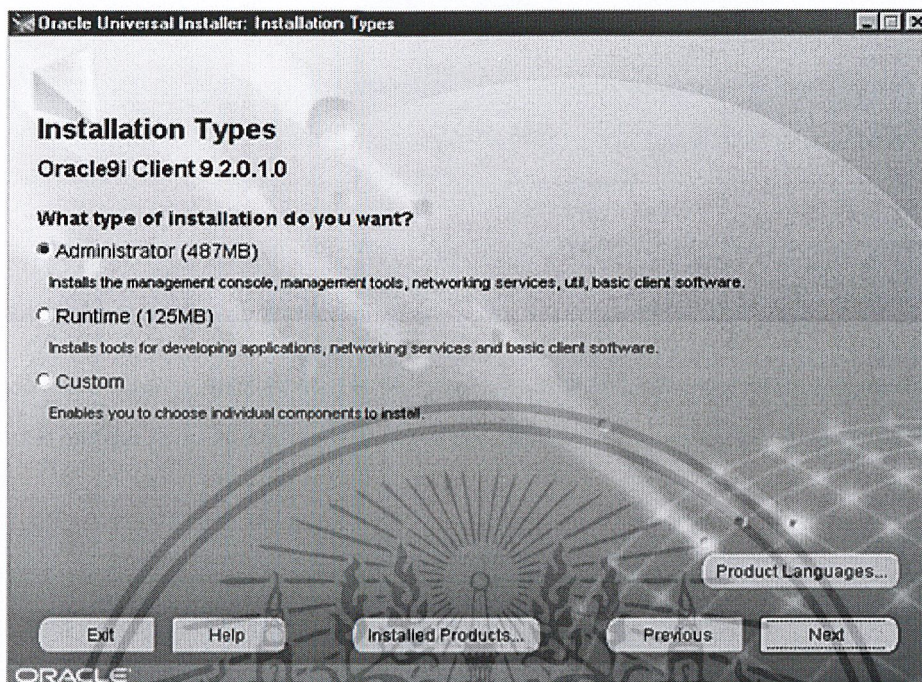 Oracle Universal Installer: Installation Types
Installation Types
Oracle9i Client 9.2.0.1.0
What type of installation do you want?
Administrator (487MB)
Installs the management console, management tools, networking services, util, basic client software.
Runtime (125MB)
Installs tools for developing applications, networking services and basic client software.
Custom
Enables you to choose individual components to install.
Product Languages...
Exit Help Installed Products... Previous Next
ORACLE